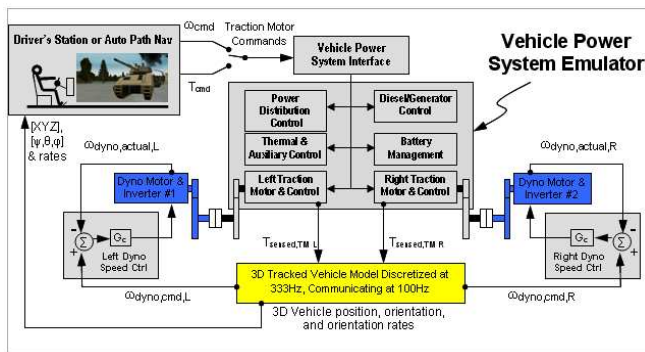 Driver's Station or Auto Path Nav
ωcmd
Tcmd
Traction Motor
Commands
Vehicle Power
System Interface
Vehicle Power
System Emulator
Power
Distribution
Control
Diesel/Generator
Control
Thermal &
Auxiliary Control
Battery
Management
Left Traction
Motor & Control
Right Traction
Motor & Control
[XYZ],
[ψ,θ,φ]
& rates
ωdyno,actual,L
Dyno Motor &
Inverter #1
-
+
Σ
Gc
Left Dyno
Speed Ctrl
ωdyno,cmd,L
ωdyno,actual,R
Dyno Motor &
Inverter #2
-
+
Σ
Gc
Right Dyno
Speed Ctrl
ωdyno,cmd,R
Tsensed,TM L
Tsensed,TM R
3D Tracked Vehicle Model Discretized at
333Hz, Communicating at 100Hz
3D Vehicle position, orientation,
and orientation rates